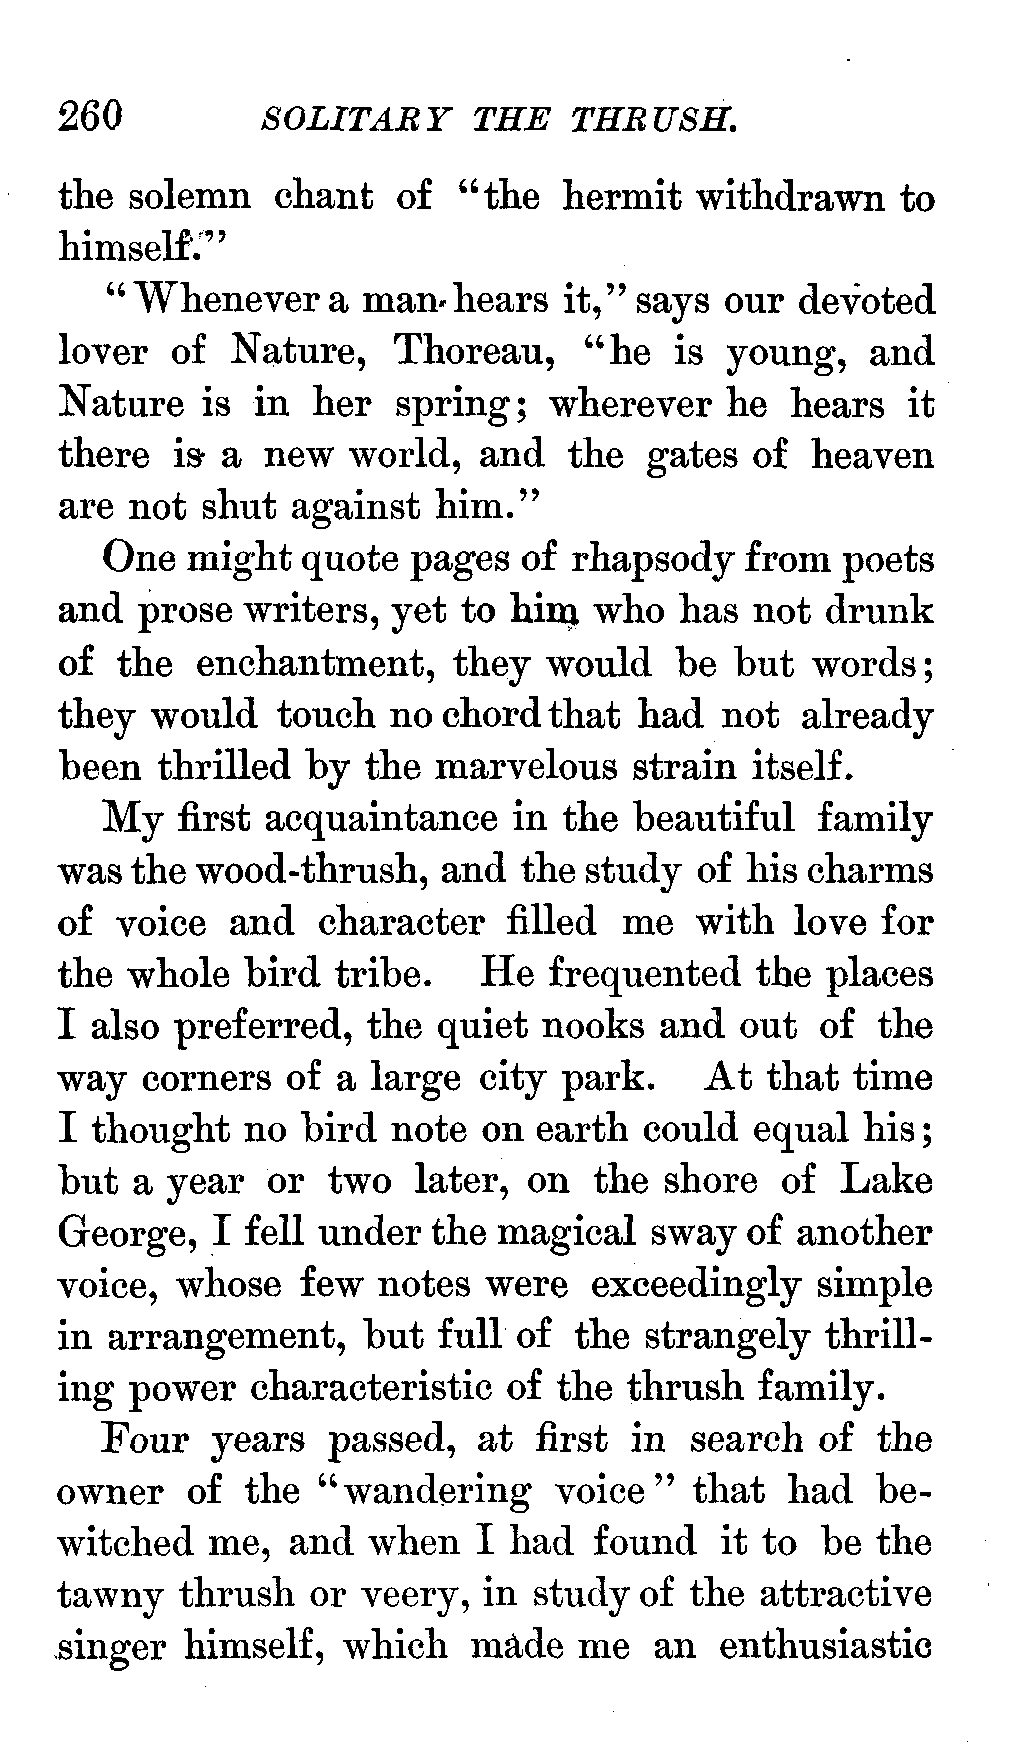 260 SOLITARY THE THRUSH.
the solemn chant of “the hermit withdrawn to
himself.”
“Whenever a man hears it,” says our devoted
lover of Nature, Thoreau, “he is young, and
Nature is in her spring; wherever he hears it
there is a new world, and the gates of heaven
are not shut against him.”
One might quote pages of rhapsody from poets
and prose writers, yet to him who has not drunk
of the enchantment, they would be but words;
they would touch no chord that had not already
been thrilled by the marvelous strain itself.
My first acquaintance in the beautiful family
was the wood-thrush, and the study of his charms
of voice and character filled me with love for
the whole bird tribe. He frequented the places
I also preferred, the quiet nooks and out of the
way corners of a large city park. At that time
I thought no bird note on earth could equal his;
but a year or two later, on the shore of Lake
George, I fell under the magical sway of another
voice, whose few notes were exceedingly simple
in arrangement, but full of the strangely thrill-
ing power characteristic of the thrush family.
Four years passed, at first in search of the
owner of the “wandering voice” that had be-
witched me, and when I had found it to be the
tawny thrush or veery, in study of the attractive
singer himself, which made me an enthusiastic